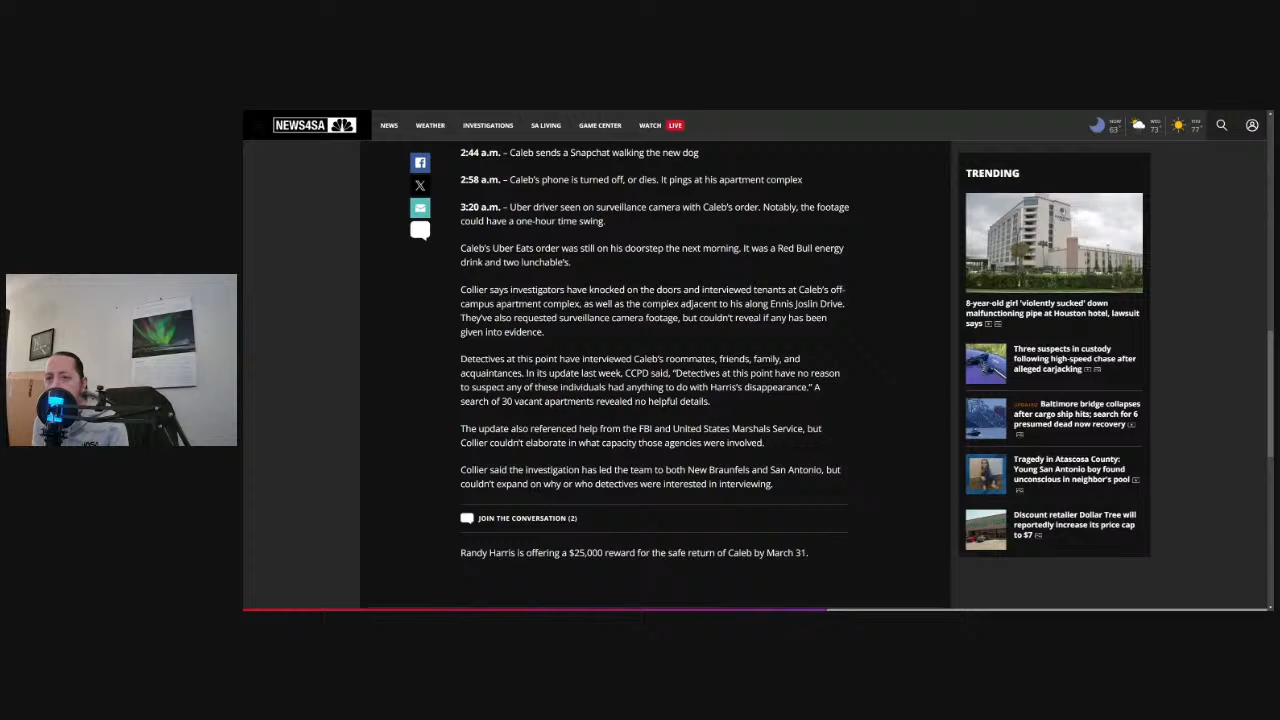 NEWS4SA
NEWS
WEATHER
INVESTIGATIONS
SA LIVING
GAME CENTER
WATCH LIVE
NOW
63°
WED
73°
THU
77°
2:44 a.m. – Caleb sends a Snapchat walking the new dog
2:58 a.m. – Caleb's phone is turned off, or dies. It pings at his apartment complex
3:20 a.m. – Uber driver seen on surveillance camera with Caleb's order. Notably, the footage
could have a one-hour time swing.
Caleb's Uber Eats order was still on his doorstep the next morning. It was a Red Bull energy
drink and two lunchable's.
Collier says investigators have knocked on the doors and interviewed tenants at Caleb's off-
campus apartment complex, as well as the complex adjacent to his along Ennis Joslin Drive.
They've also requested surveillance camera footage, but couldn't reveal if any has been
given into evidence.
Detectives at this point have interviewed Caleb's roommates, friends, family, and
acquaintances. In its update last week, CCPD said, "Detectives at this point have no reason
to suspect any of these individuals had anything to do with Harris's disappearance." A
search of 30 vacant apartments revealed no helpful details.
The update also referenced help from the FBI and United States Marshals Service, but
Collier couldn't elaborate in what capacity those agencies were involved.
Collier said the investigation has led the team to both New Braunfels and San Antonio, but
couldn't expand on why or who detectives were interested in interviewing.
JOIN THE CONVERSATION (2)
Randy Harris is offering a $25,000 reward for the safe return of Caleb by March 31.
TRENDING
8-year-old girl 'violently sucked' down
malfunctioning pipe at Houston hotel, lawsuit
says
Three suspects in custody
following high-speed chase after
alleged carjacking
UPDATED Baltimore bridge collapses
after cargo ship hits; search for 6
presumed dead now recovery
Tragedy in Atascosa County:
Young San Antonio boy found
unconscious in neighbor's pool
Discount retailer Dollar Tree will
reportedly increase its price cap
to $7